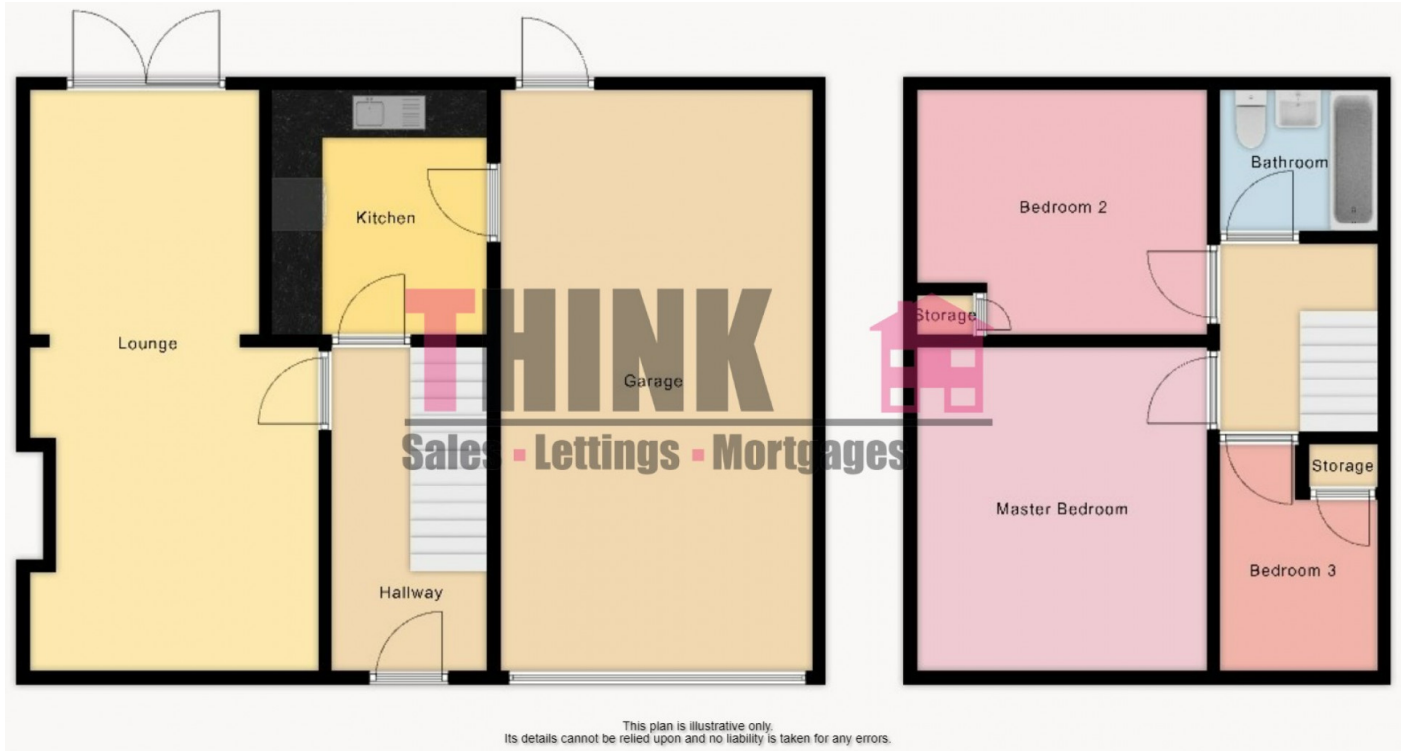 Kitchen
Lounge
Hallway
Garage
THINK
Sales - Lettings - Mortgages
Bedroom 2
Bathroom
Storage
Master Bedroom
Storage
Bedroom 3
This plan is illustrative only.
Its details cannot be relied upon and no liability is taken for any errors.